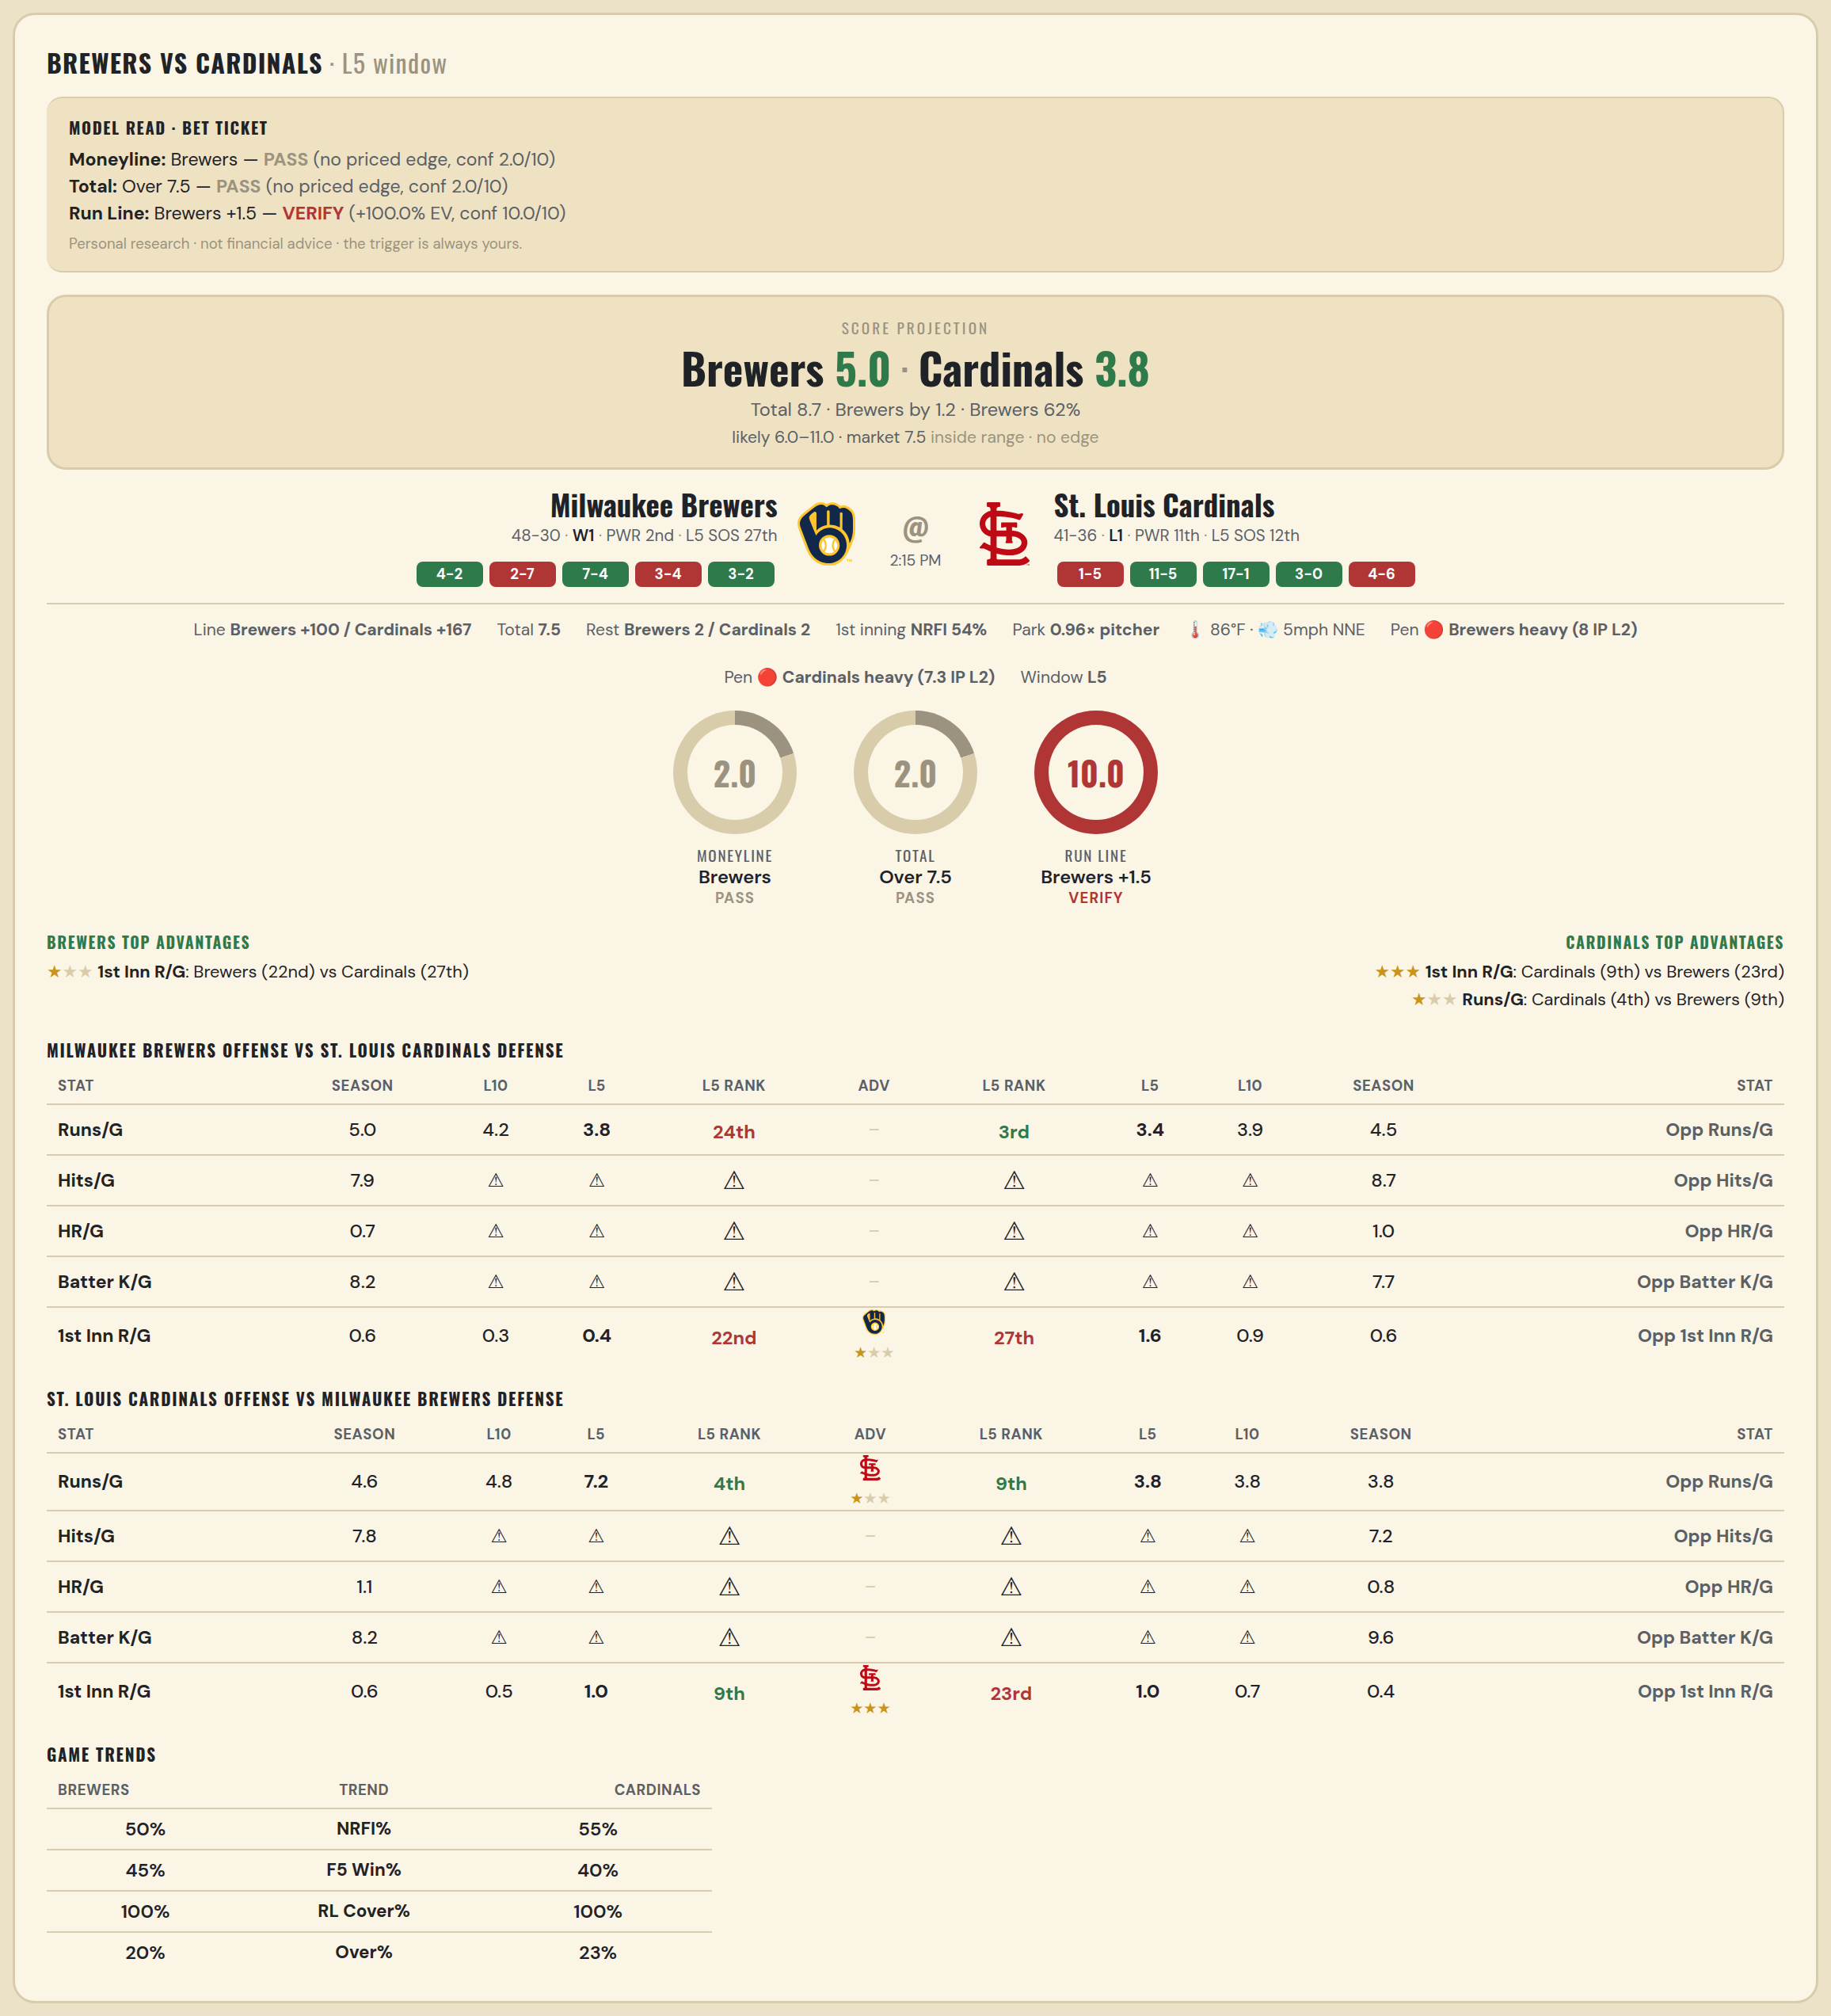 BREWERS VS CARDINALS · L5 window
MODEL READ · BET TICKET
Moneyline: Brewers — PASS (no priced edge, conf 2.0/10)
Total: Over 7.5 — PASS (no priced edge, conf 2.0/10)
Run Line: Brewers +1.5 — VERIFY (+100.0% EV, conf 10.0/10)
Personal research · not financial advice · the trigger is always yours.
SCORE PROJECTION
Brewers 5.0 · Cardinals 3.8
Total 8.7 · Brewers by 1.2 · Brewers 62%
likely 6.0–11.0 · market 7.5 inside range · no edge
Milwaukee Brewers @ St. Louis Cardinals
48-30 · W1 · PWR 2nd · L5 SOS 27th 2:15 PM 41-36 · L1 · PWR 11th · L5 SOS 12th
4-2 2-7 7-4 3-4 3-2 1-5 11-5 17-1 3-0 4-6
Line Brewers +100 / Cardinals +167 Total 7.5 Rest Brewers 2 / Cardinals 2 1st inning NRFI 54% Park 0.96× pitcher 🌡️ 86°F · 💨 5mph NNE Pen 🔴 Brewers heavy (8 IP L2)
Pen 🔴 Cardinals heavy (7.3 IP L2) Window L5
2.0 2.0 10.0
MONEYLINE TOTAL RUN LINE
Brewers Over 7.5 Brewers +1.5
PASS PASS VERIFY
BREWERS TOP ADVANTAGES
★★★ 1st Inn R/G: Brewers (22nd) vs Cardinals (27th)
CARDINALS TOP ADVANTAGES
★★★ 1st Inn R/G: Cardinals (9th) vs Brewers (23rd)
★★★ Runs/G: Cardinals (4th) vs Brewers (9th)
MILWAUKEE BREWERS OFFENSE VS ST. LOUIS CARDINALS DEFENSE
STAT SEASON L10 L5 L5 RANK ADV L5 RANK L5 L10 SEASON STAT
Runs/G 5.0 4.2 3.8 24th – 3rd 3.4 3.9 4.5 Opp Runs/G
Hits/G 7.9 ⚠ ⚠ ⚠ – ⚠ ⚠ ⚠ 8.7 Opp Hits/G
HR/G 0.7 ⚠ ⚠ ⚠ – ⚠ ⚠ ⚠ 1.0 Opp HR/G
Batter K/G 8.2 ⚠ ⚠ ⚠ – ⚠ ⚠ ⚠ 7.7 Opp Batter K/G
1st Inn R/G 0.6 0.3 0.4 22nd ★★★ 27th 1.6 0.9 0.6 Opp 1st Inn R/G
ST. LOUIS CARDINALS OFFENSE VS MILWAUKEE BREWERS DEFENSE
STAT SEASON L10 L5 L5 RANK ADV L5 RANK L5 L10 SEASON STAT
Runs/G 4.6 4.8 7.2 4th ★★★ 9th 3.8 3.8 3.8 Opp Runs/G
Hits/G 7.8 ⚠ ⚠ ⚠ – ⚠ ⚠ ⚠ 7.2 Opp Hits/G
HR/G 1.1 ⚠ ⚠ ⚠ – ⚠ ⚠ ⚠ 0.8 Opp HR/G
Batter K/G 8.2 ⚠ ⚠ ⚠ – ⚠ ⚠ ⚠ 9.6 Opp Batter K/G
1st Inn R/G 0.6 0.5 1.0 9th ★★★ 23rd 1.0 0.7 0.4 Opp 1st Inn R/G
GAME TRENDS
BREWERS TREND CARDINALS
50% NRFI% 55%
45% F5 Win% 40%
100% RL Cover% 100%
20% Over% 23%